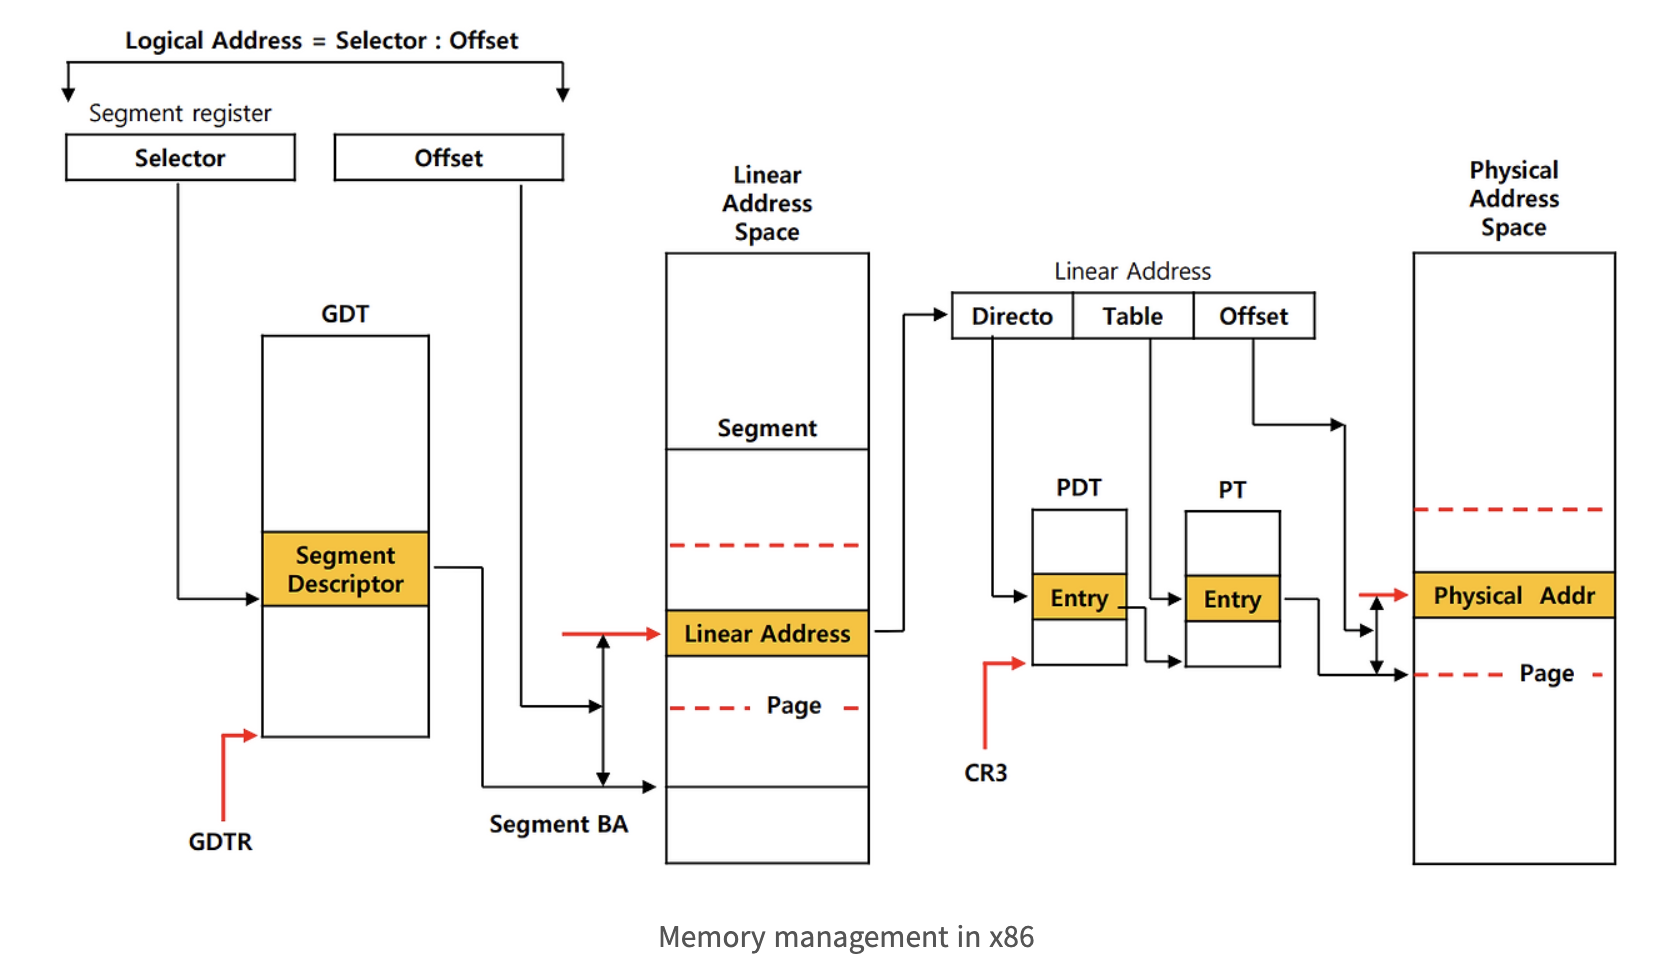 Logical Address = Selector : Offset
Segment register
Selector
Offset
Linear
Address
Space
Physical
Address
Space
Linear Address
Directo
Table
Offset
GDT
Segment
PDT
PT
Segment
Descriptor
Entry
Entry
Physical Addr
Linear Address
Page
Page
CR3
Segment BA
GDTR
Memory management in x86